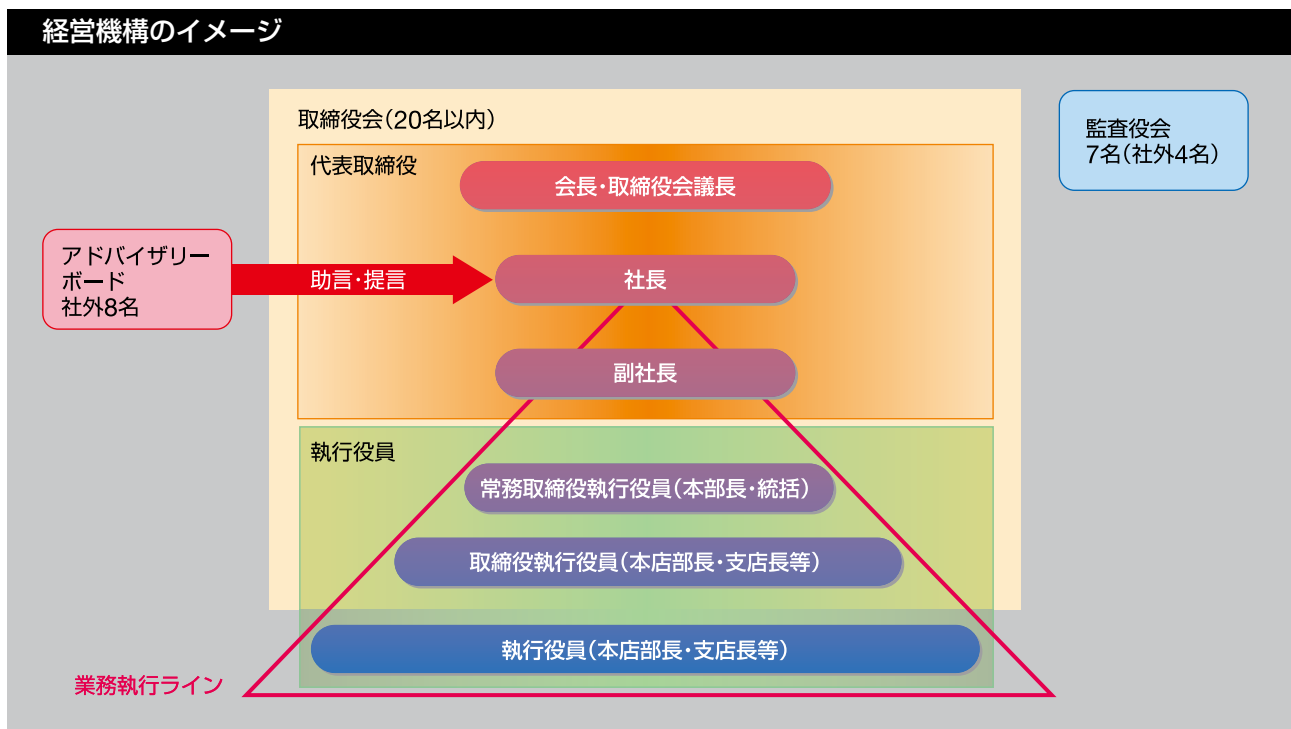 経営機構のイメージ
取締役会(20名以内)
代表取締役
会長・取締役会議長
監査役会
7名(社外4名)
アドバイザリー
ボード
社外8名
助言・提言
社長
副社長
執行役員
常務取締役執行役員(本部長・統括)
取締役執行役員(本店部長・支店長等)
執行役員(本店部長・支店長等)
業務執行ライン